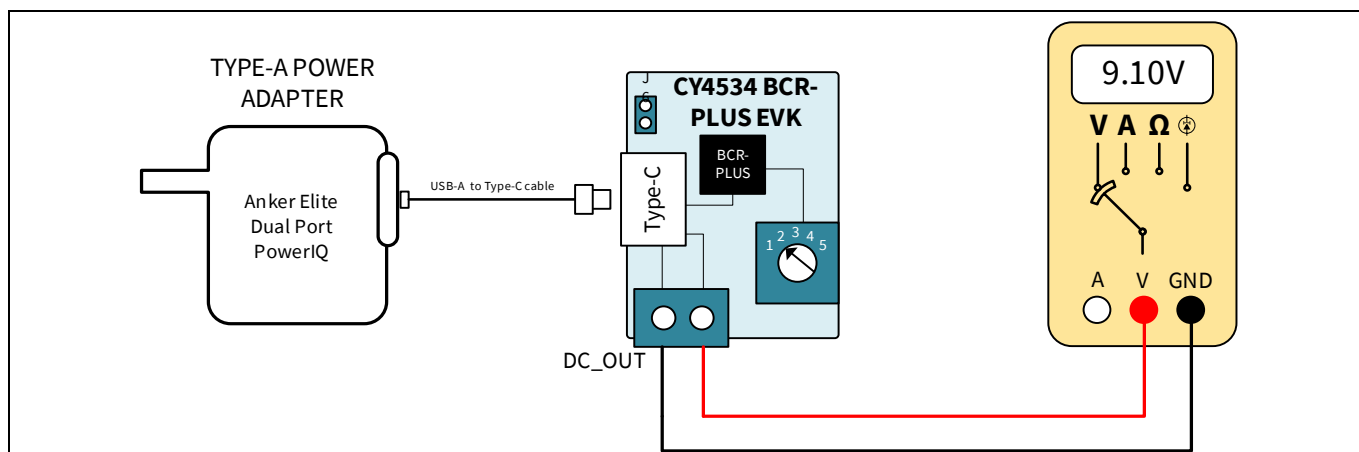 TYPE-A POWER
ADAPTER
Anker Elite
Dual Port
PowerIQ
USB-A to Type-C cable
J
6
CY4534 BCR-
PLUS EVK
BCR-
PLUS
Type-C
1 2 3 4 5
DC_OUT
9.10V
V A Ω
A V GND